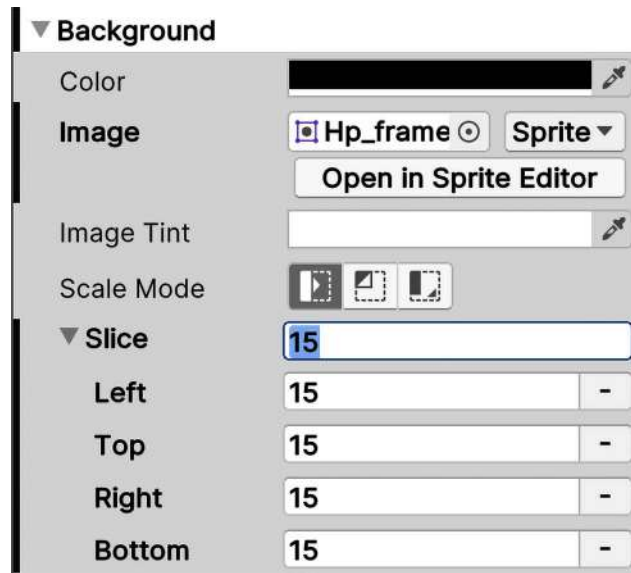 Background
Color
Image Hp_frame Sprite
Open in Sprite Editor
Image Tint
Scale Mode
Slice 15
Left 15 -
Top 15 -
Right 15 -
Bottom 15 -